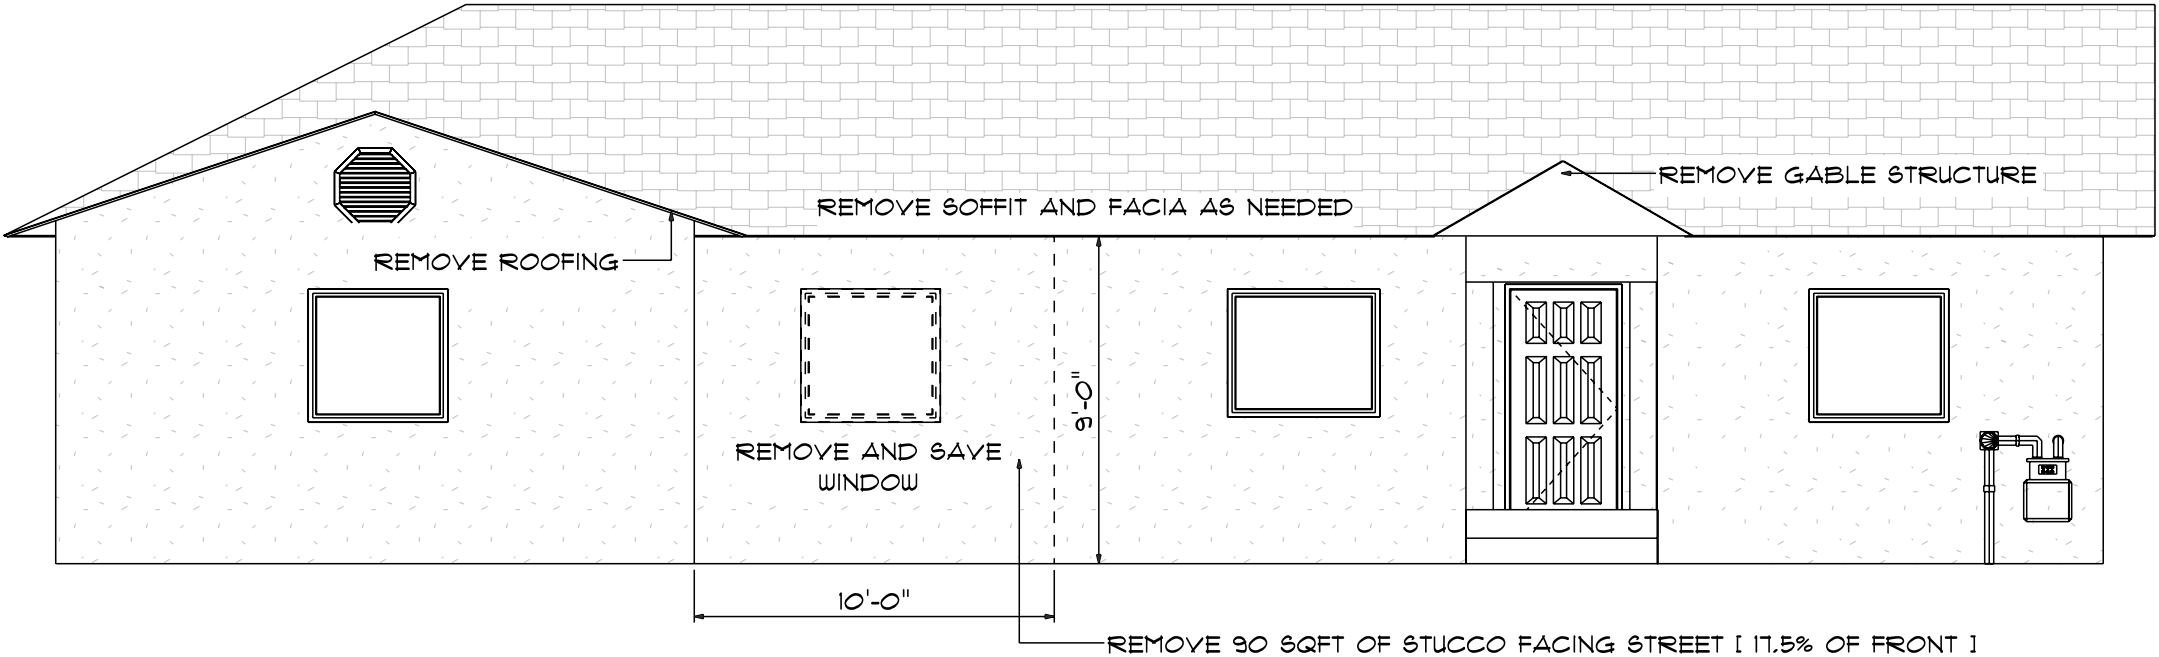 REMOVE GABLE STRUCTURE
REMOVE SOFFIT AND FACIA AS NEEDED
REMOVE ROOFING
9'-0"
REMOVE AND SAVE
WINDOW
10'-0"
REMOVE 90 SQFT OF STUCCO FACING STREET [ 17.5% OF FRONT ]